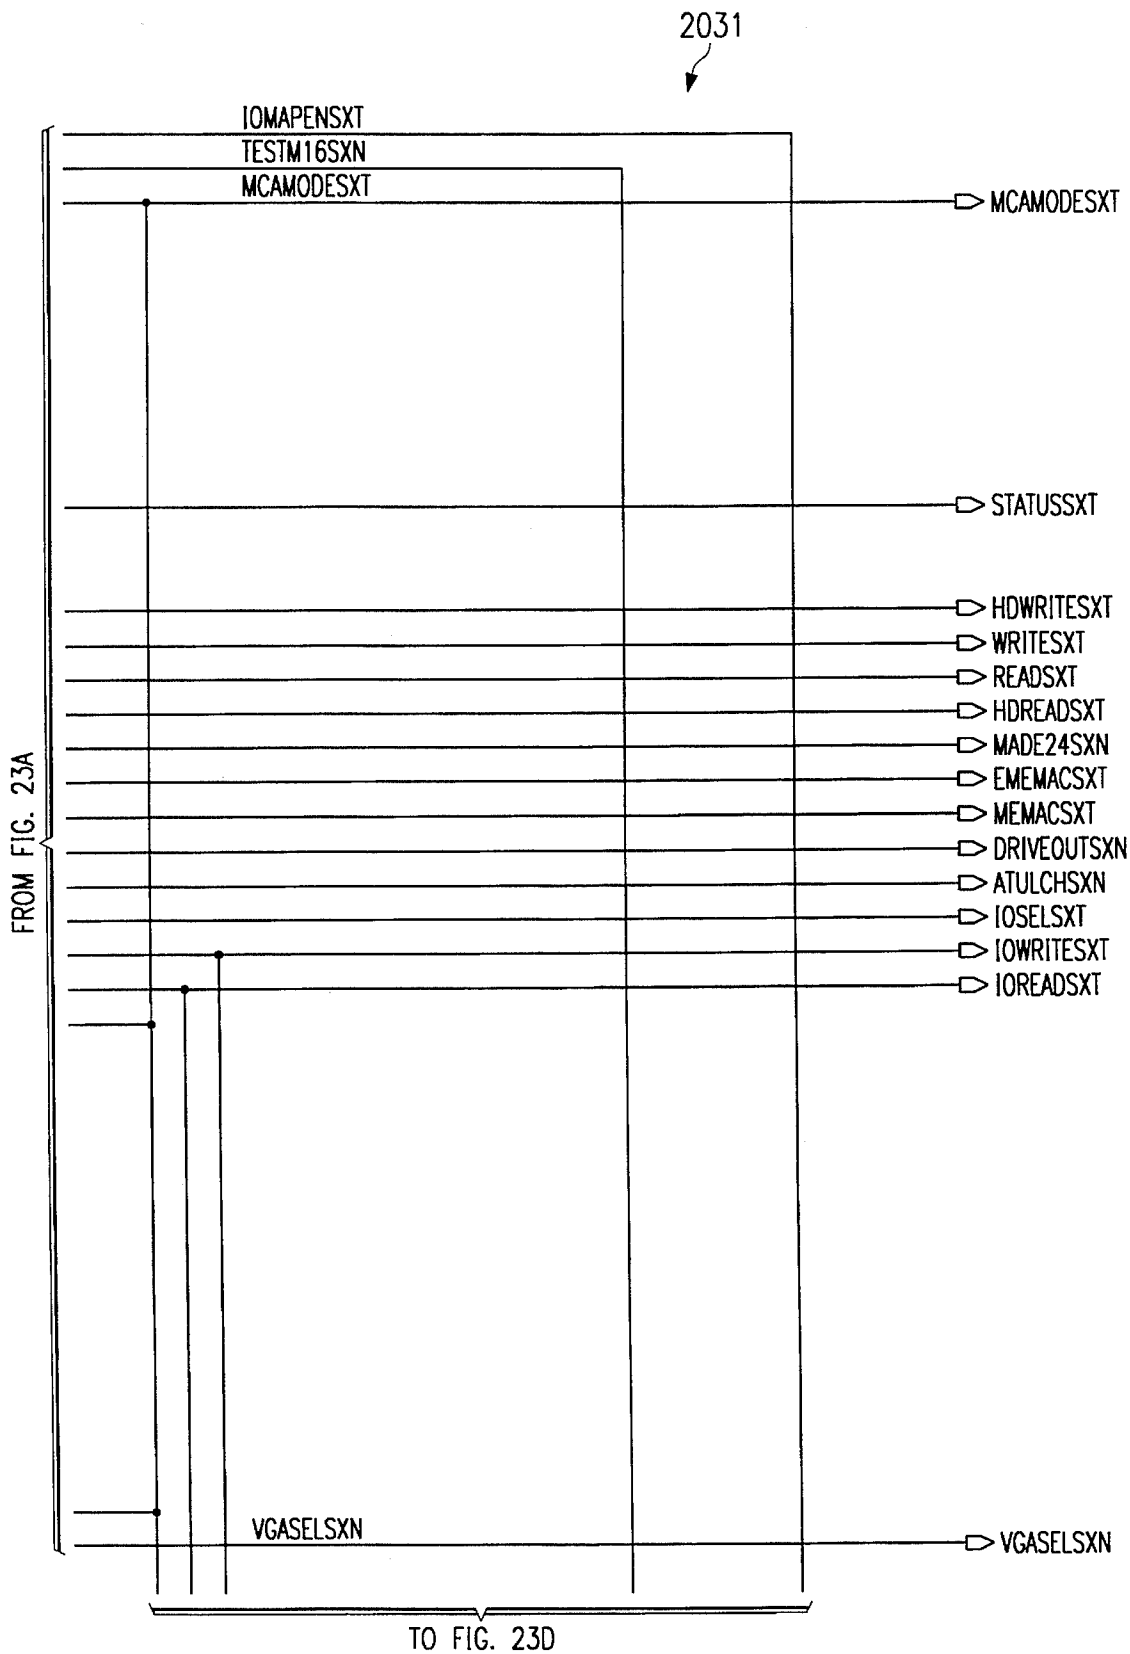 2031
IOMAPENSXT
TESTM16SXN
MCAMODESXT
MCAMODESXT
STATUSSXT
HDWRITESXT
WRITESXT
READSXT
HDREADSXT
MADE24SXN
EMEMACSXT
MEMACSXT
DRIVEOUTSXN
ATULCHSXN
IOSELSXT
IOWRITESXT
IOREADSXT
FROM FIG. 23A
VGASELSXN
VGASELSXN
TO FIG. 23D